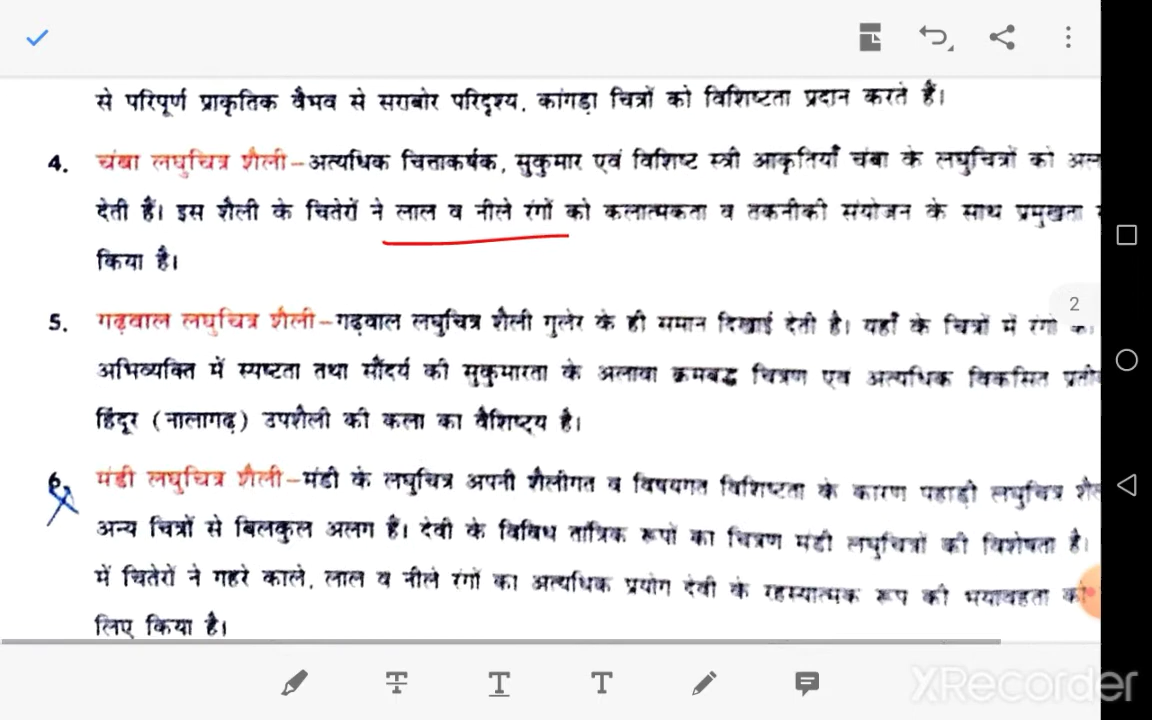 से परिपूर्ण प्राकृतिक वैभव से सराबोर परिदृश्य, कांगड़ा चित्रों को विशिष्टता प्रदान करते हैं।
4. चंबा लघुचित्र शैली–अत्यधिक चित्ताकर्षक, सुकुमार एवं विशिष्ट स्त्री आकृतियाँ चंबा के लघुचित्रों को
देती हैं। इस शैली के चितेरों ने लाल व नीले रंगों को कलात्मकता व तकनीकी संयोजन के साथ प्रमुखता
किया है।
2
5. गढ़वाल लघुचित्र शैली–गढ़वाल लघुचित्र शैली गुलेर के ही समान दिखाई देती है। यहाँ के चित्रों में रंगों
अभिव्यक्ति में स्पष्टता तथा सौंदर्य की सुकुमारता के अलावा क्रमबद्ध चित्रण एवं अत्यधिक विकसित
हिंदूर (नालागढ़) उपशैली की कला का वैशिष्ट्य है।
6. मंडी लघुचित्र शैली–मंडी के लघुचित्र अपनी शैलीगत व विषयगत विशिष्टता के कारण पहाड़ी लघुचित्र
अन्य चित्रों से बिलकुल अलग हैं। देवी के विविध तांत्रिक रूपों का चित्रण मंडी लघुचित्रों की विशेषता है।
में चितेरों ने गहरे काले, लाल व नीले रंगों का अत्यधिक प्रयोग देवी के रहस्यात्मक रूप की भयावहता
लिए किया है।
T T T
XRecorder